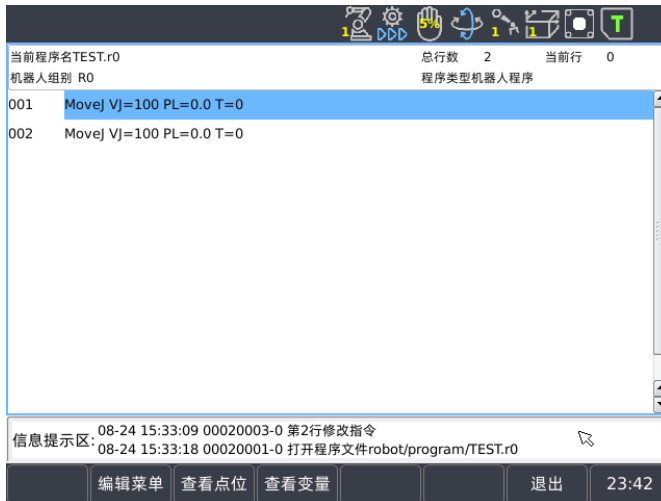 1 DDD 5% 1 1 T
当前程序名TEST.r0 总行数 2 当前行 0
机器人组别 R0 程序类型机器人程序
001 MoveJ VJ=100 PL=0.0 T=0
002 MoveJ VJ=100 PL=0.0 T=0
信息提示区: 08-24 15:33:09 00020003-0 第2行修改指令
08-24 15:33:18 00020001-0 打开程序文件robot/program/TEST.r0
编辑菜单 查看点位 查看变量 退出 23:42